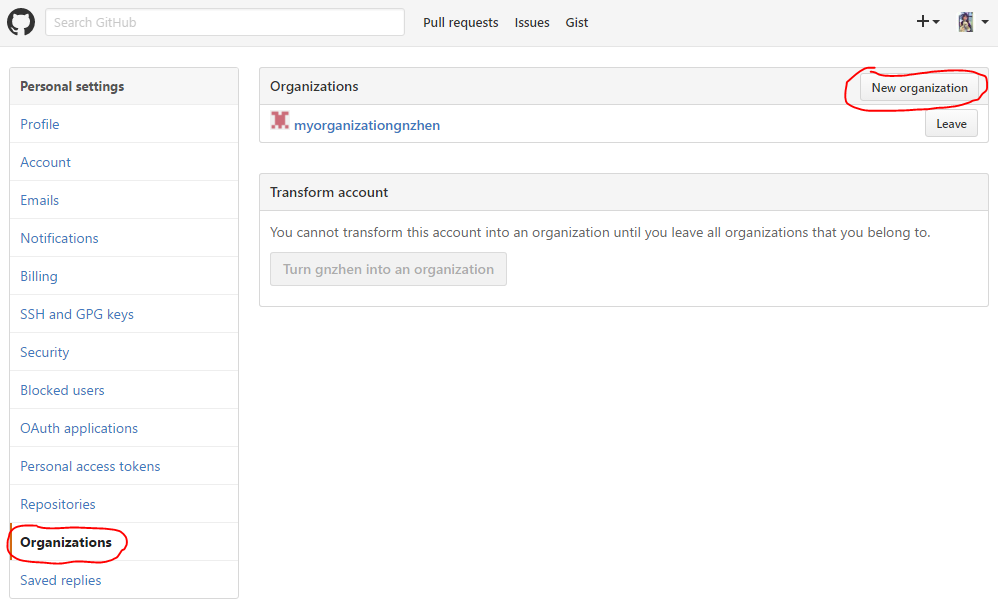 Search GitHub
Pull requests Issues Gist
Personal settings
Profile
Account
Emails
Notifications
Billing
SSH and GPG keys
Security
Blocked users
OAuth applications
Personal access tokens
Repositories
Organizations
Saved replies
Organizations
New organization
myorganizationgnzhen
Leave
Transform account
You cannot transform this account into an organization until you leave all organizations that you belong to.
Turn gnzhen into an organization